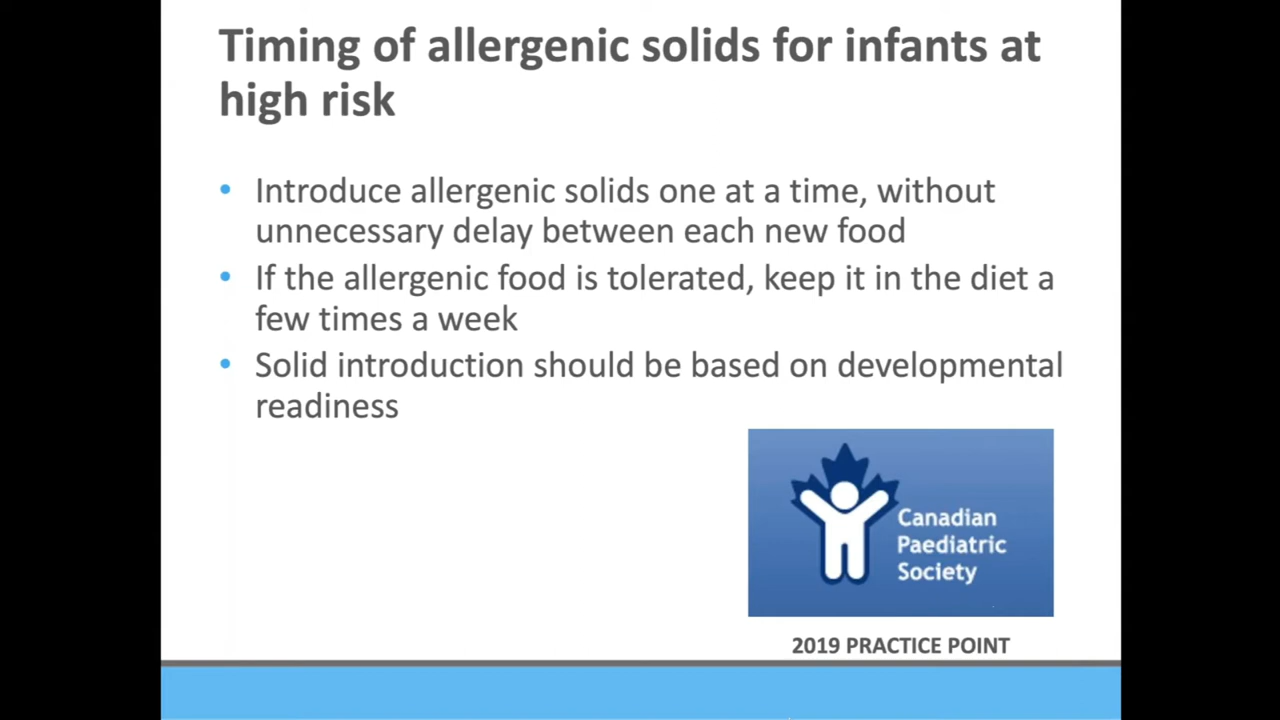 Timing of allergenic solids for infants at
high risk
• Introduce allergenic solids one at a time, without
unnecessary delay between each new food
• If the allergenic food is tolerated, keep it in the diet a
few times a week
• Solid introduction should be based on developmental
readiness
Canadian
Paediatric
Society
2019 PRACTICE POINT